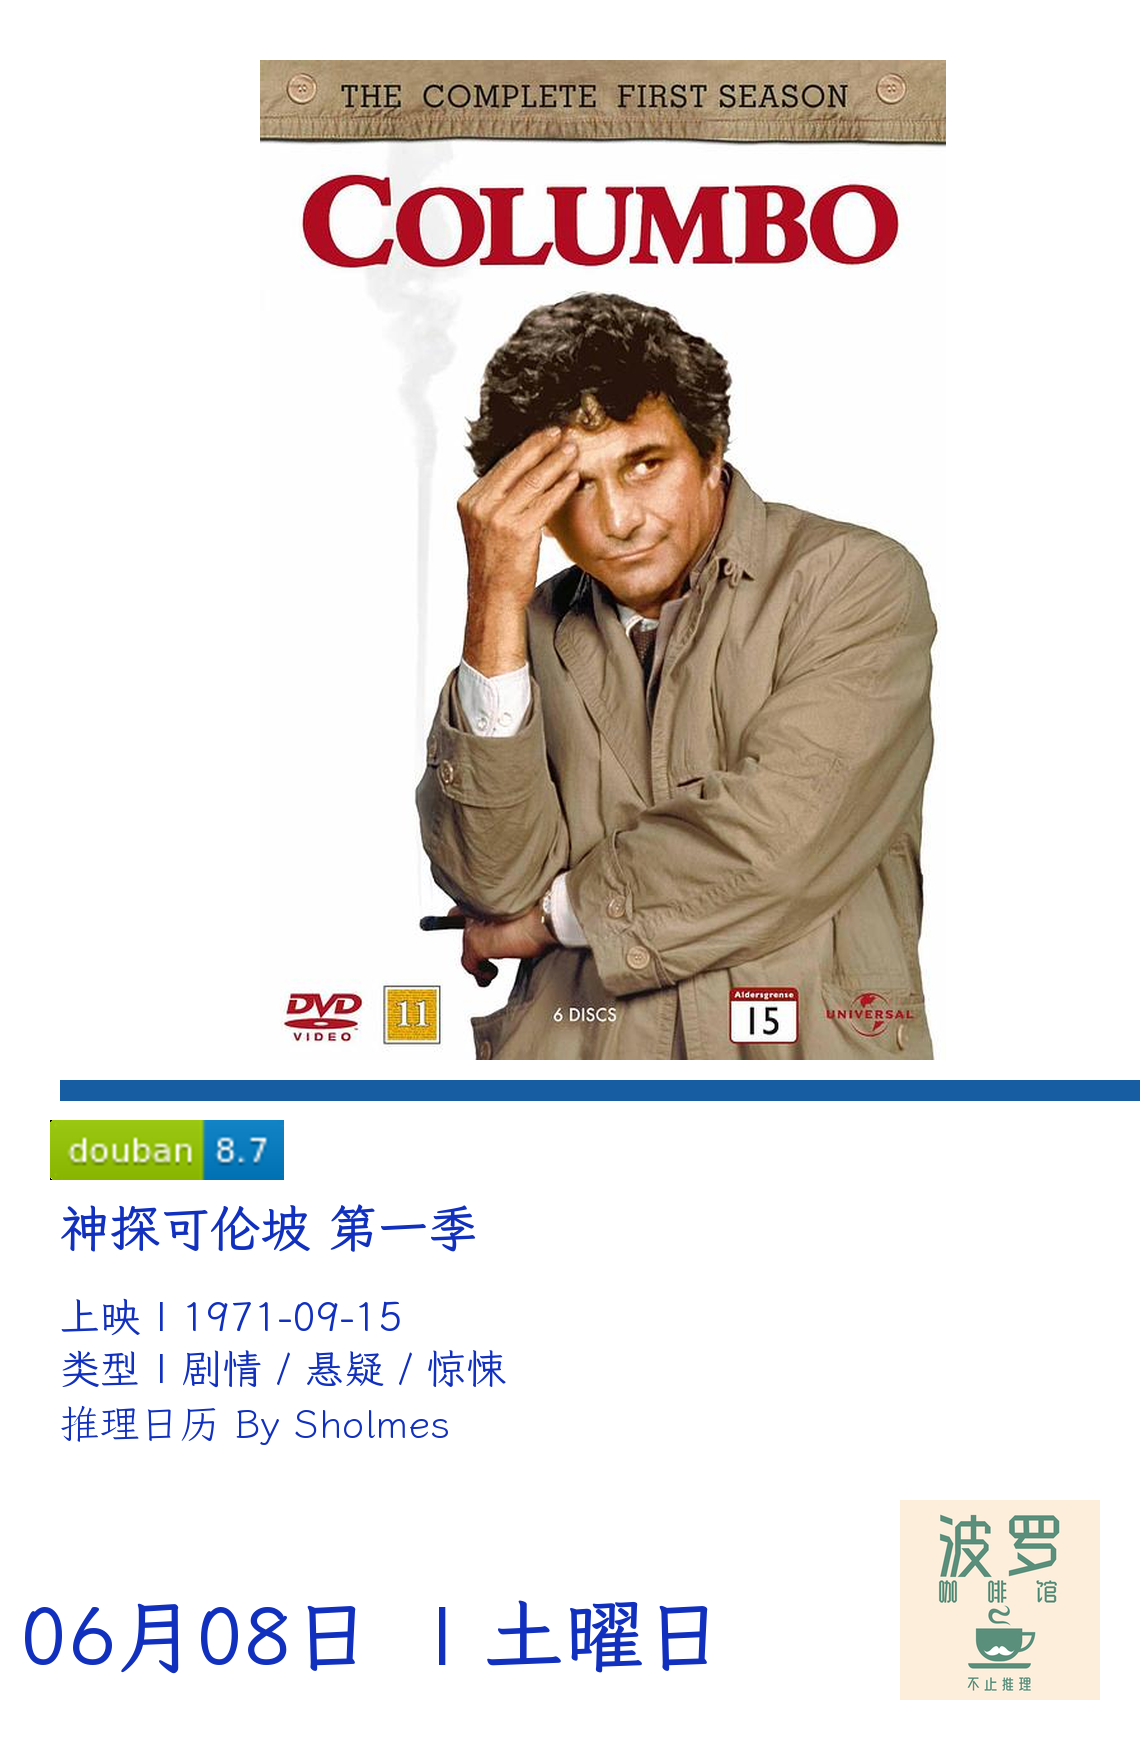 THE COMPLETE FIRST SEASON
COLUMBO
DVD VIDEO
11
6 DISCS
Aldersgrense
15
UNIVERSAL
douban 8.7
神探可伦坡 第一季
上映 | 1971-09-15
类型 | 剧情 / 悬疑 / 惊悚
推理日历 By Sholmes
波罗
咖啡馆
不止推理
06月08日 | 土曜日